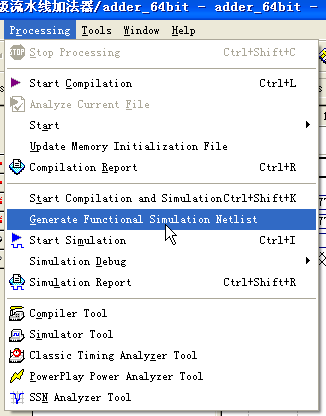 级流水线加法器/adder_64bit - adder_64bit -
Processing Tools Window Help
STOP Stop Processing Ctrl+Shift+C
Start Compilation Ctrl+L
Analyze Current File
Start
Update Memory Initialization File
Compilation Report Ctrl+R
Start Compilation and Simulation Ctrl+Shift+K
Generate Functional Simulation Netlist
Start Simulation Ctrl+I
Simulation Debug
Simulation Report Ctrl+Shift+R
Compiler Tool
Simulator Tool
Classic Timing Analyzer Tool
PowerPlay Power Analyzer Tool
SSN Analyzer Tool